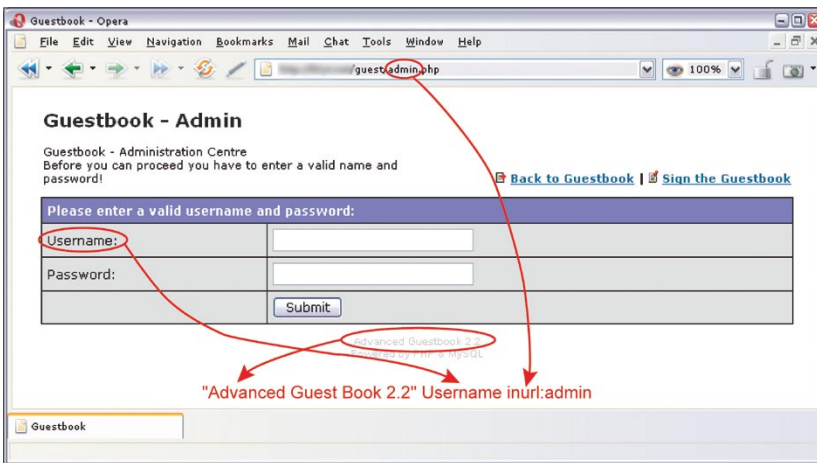 Guestbook - Opera
File Edit View Navigation Bookmarks Mail Chat Tools Window Help
/guest/admin.php
100%
Guestbook - Admin
Guestbook - Administration Centre
Before you can proceed you have to enter a valid name and
password!
Back to Guestbook | Sign the Guestbook
Please enter a valid username and password:
Username:
Password:
Submit
Advanced Guestbook 2.2
Powered by PHP & MySQL
"Advanced Guest Book 2.2" Username inurl:admin
Guestbook